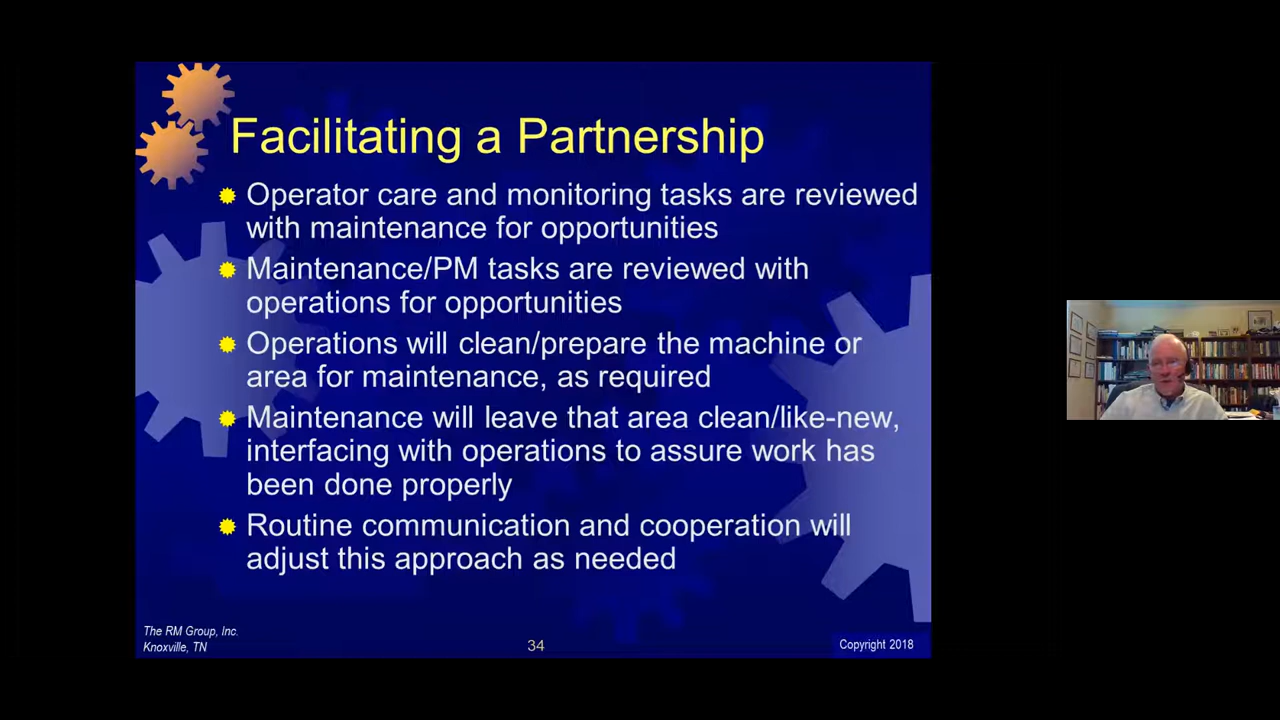 Facilitating a Partnership
Operator care and monitoring tasks are reviewed
with maintenance for opportunities
Maintenance/PM tasks are reviewed with
operations for opportunities
Operations will clean/prepare the machine or
area for maintenance, as required
Maintenance will leave that area clean/like-new,
interfacing with operations to assure work has
been done properly
Routine communication and cooperation will
adjust this approach as needed
The RM Group, Inc.
Knoxville, TN
34
Copyright 2018